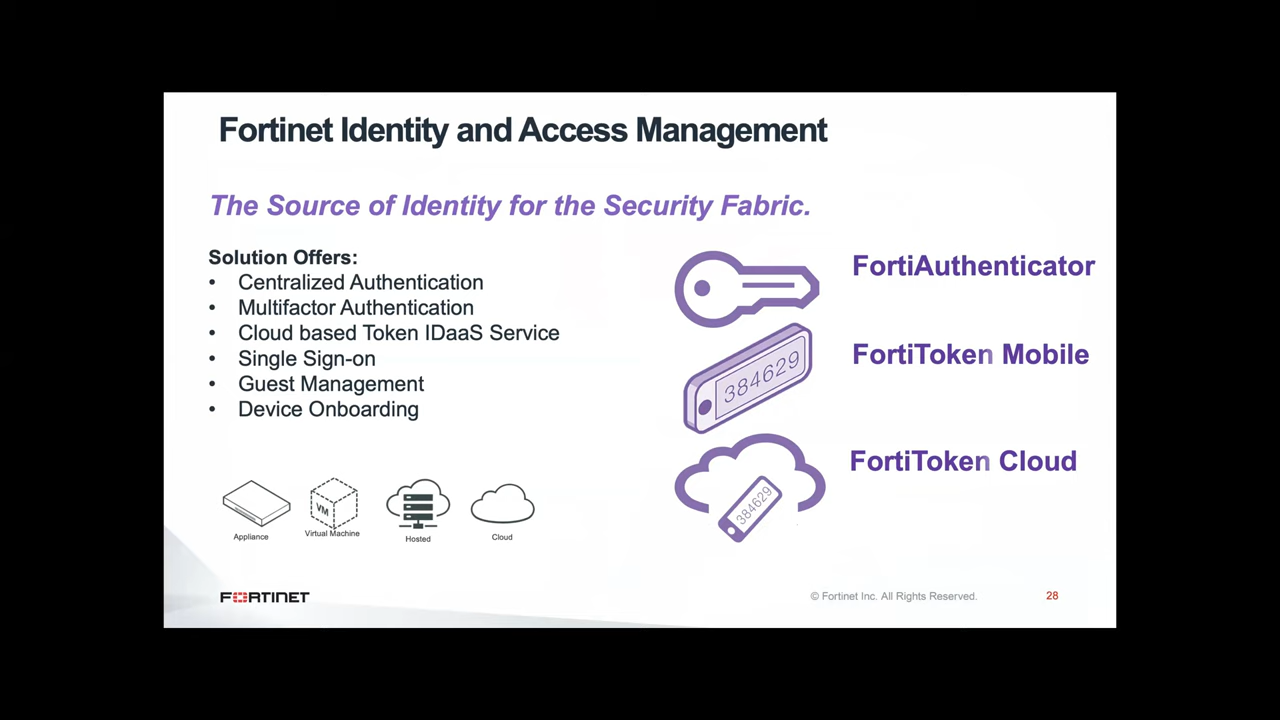 Fortinet Identity and Access Management
The Source of Identity for the Security Fabric.
Solution Offers:
• Centralized Authentication
• Multifactor Authentication
• Cloud based Token IDaaS Service
• Single Sign-on
• Guest Management
• Device Onboarding
FortiAuthenticator
384629
FortiToken Mobile
FortiToken Cloud
384629
VM
Appliance
Virtual Machine
Hosted
Cloud
FORTINET
© Fortinet Inc. All Rights Reserved.
28